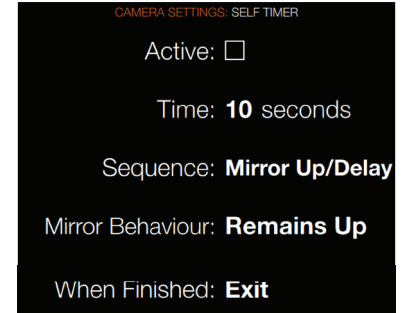 CAMERA SETTINGS: SELF TIMER
Active:
Time: 10 seconds
Sequence: Mirror Up/Delay
Mirror Behaviour: Remains Up
When Finished: Exit